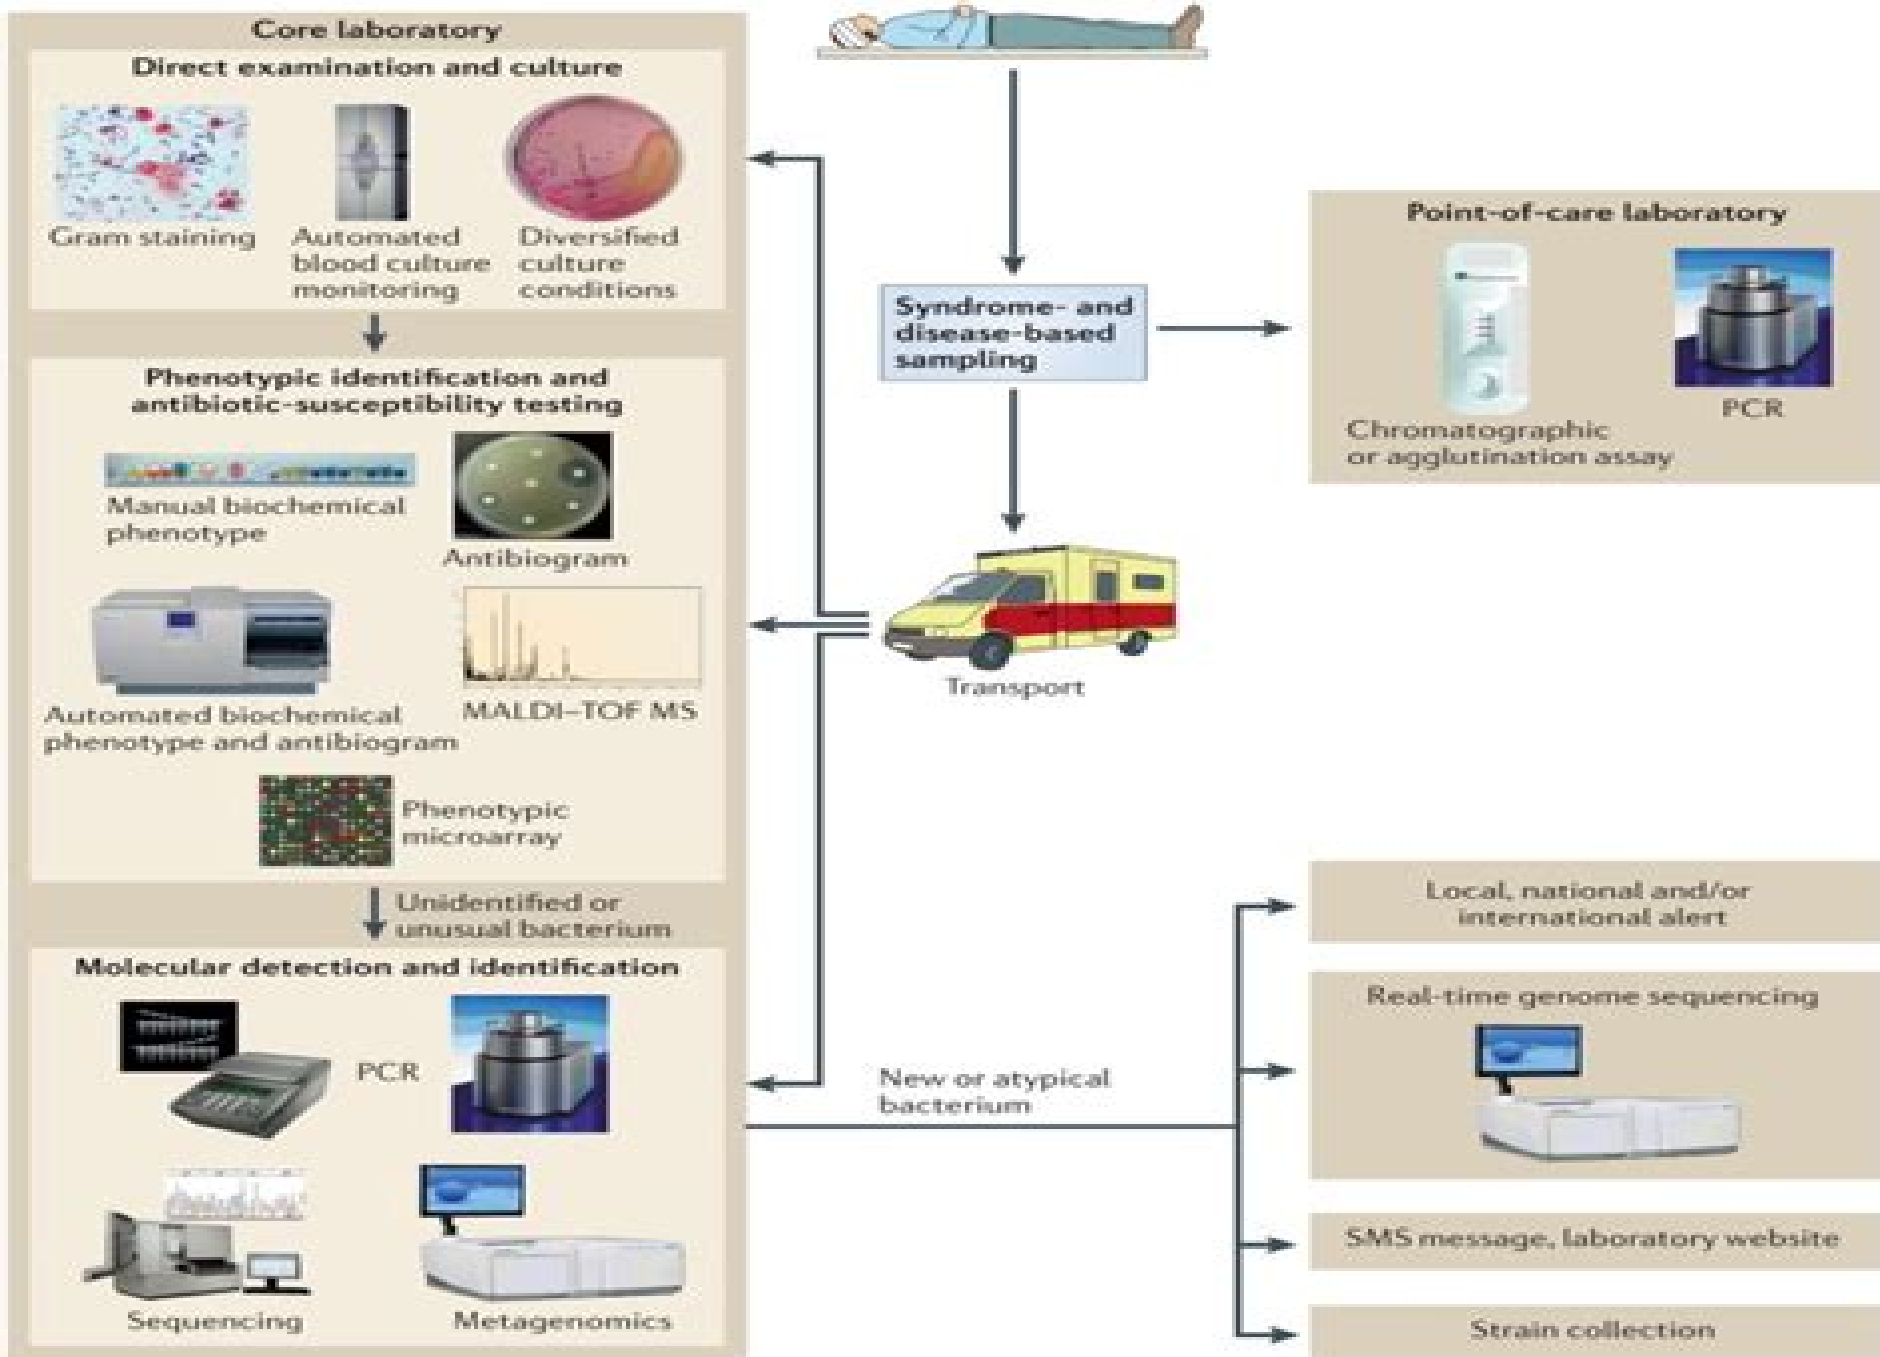 Core laboratory
Direct examination and culture
Gram staining
Automated
blood culture
monitoring
Diversified
culture
conditions
Phenotypic identification and
antibiotic-susceptibility testing
Manual biochemical
phenotype
Antibiogram
Automated biochemical
phenotype and antibiogram
MALDI–TOF MS
Phenotypic
microarray
Unidentified or
unusual bacterium
Molecular detection and identification
PCR
Sequencing
Metagenomics
Syndrome- and
disease-based
sampling
Transport
New or atypical
bacterium
Point-of-care laboratory
Chromatographic
or agglutination assay
PCR
Local, national and/or
international alert
Real-time genome sequencing
SMS message, laboratory website
Strain collection